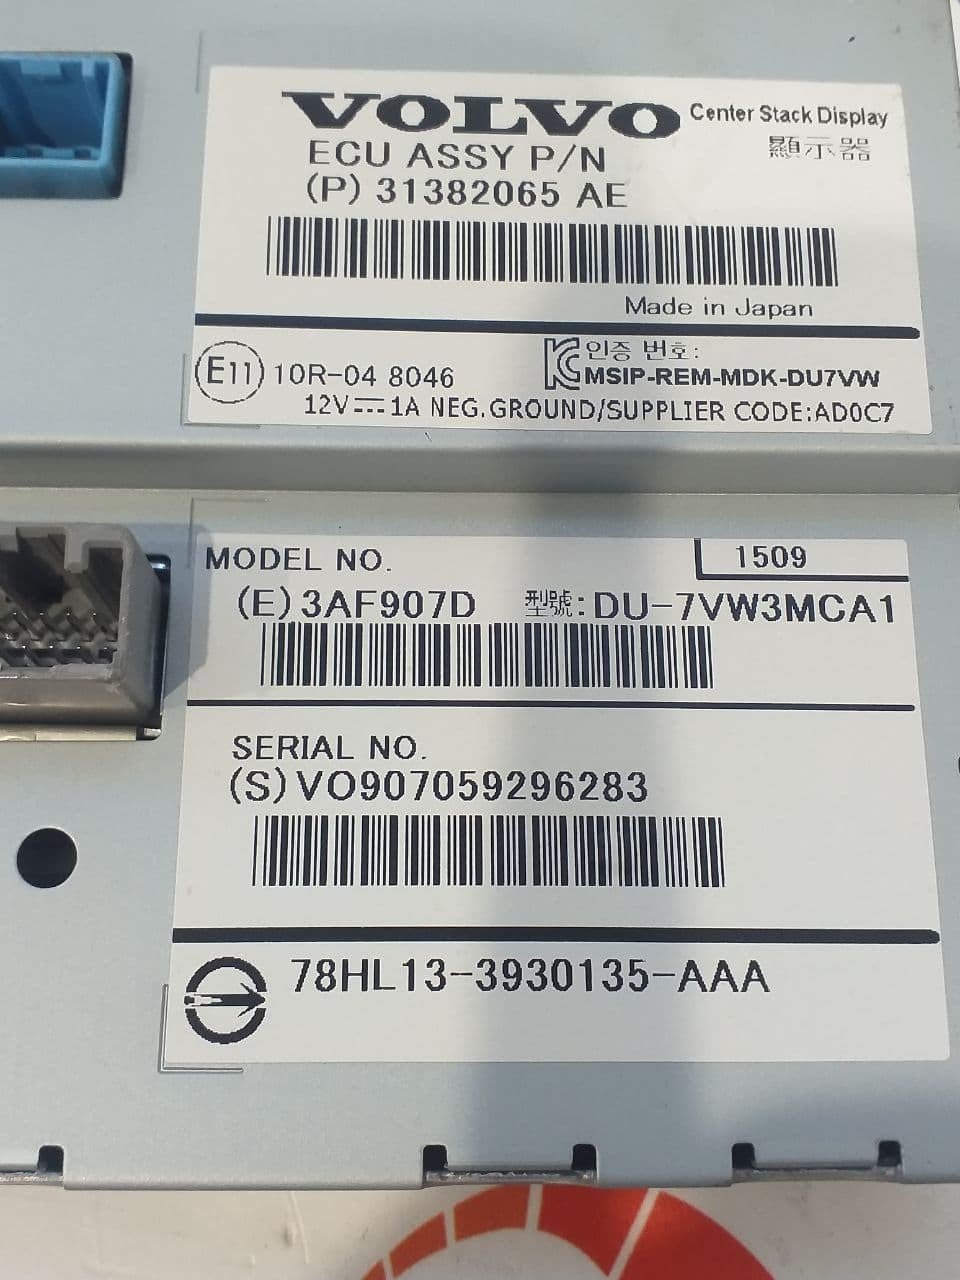 VOLVO Center Stack Display
顯示器
ECU ASSY P/N
(P) 31382065 AE
Made in Japan
E11 10R-04 8046
인증 번호:
MSIP-REM-MDK-DU7VW
12V⎓1A NEG.GROUND/SUPPLIER CODE:AD0C7
MODEL NO. 1509
(E)3AF907D 型號:DU-7VW3MCA1
SERIAL NO.
(S)VO907059296283
78HL13-3930135-AAA